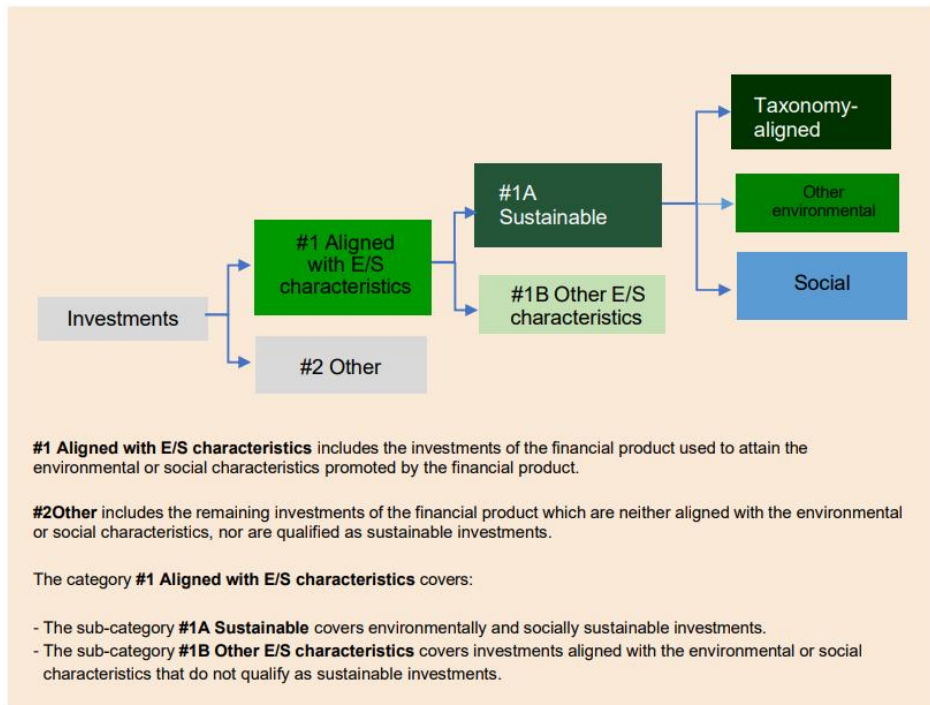 Taxonomy-
aligned
#1A
Sustainable
Other
environmental
#1 Aligned
with E/S
characteristics
Social
#1B Other E/S
characteristics
Investments
#2 Other
#1 Aligned with E/S characteristics includes the investments of the financial product used to attain the
environmental or social characteristics promoted by the financial product.
#2Other includes the remaining investments of the financial product which are neither aligned with the environmental
or social characteristics, nor are qualified as sustainable investments.
The category #1 Aligned with E/S characteristics covers:
- The sub-category #1A Sustainable covers environmentally and socially sustainable investments.
- The sub-category #1B Other E/S characteristics covers investments aligned with the environmental or social
characteristics that do not qualify as sustainable investments.